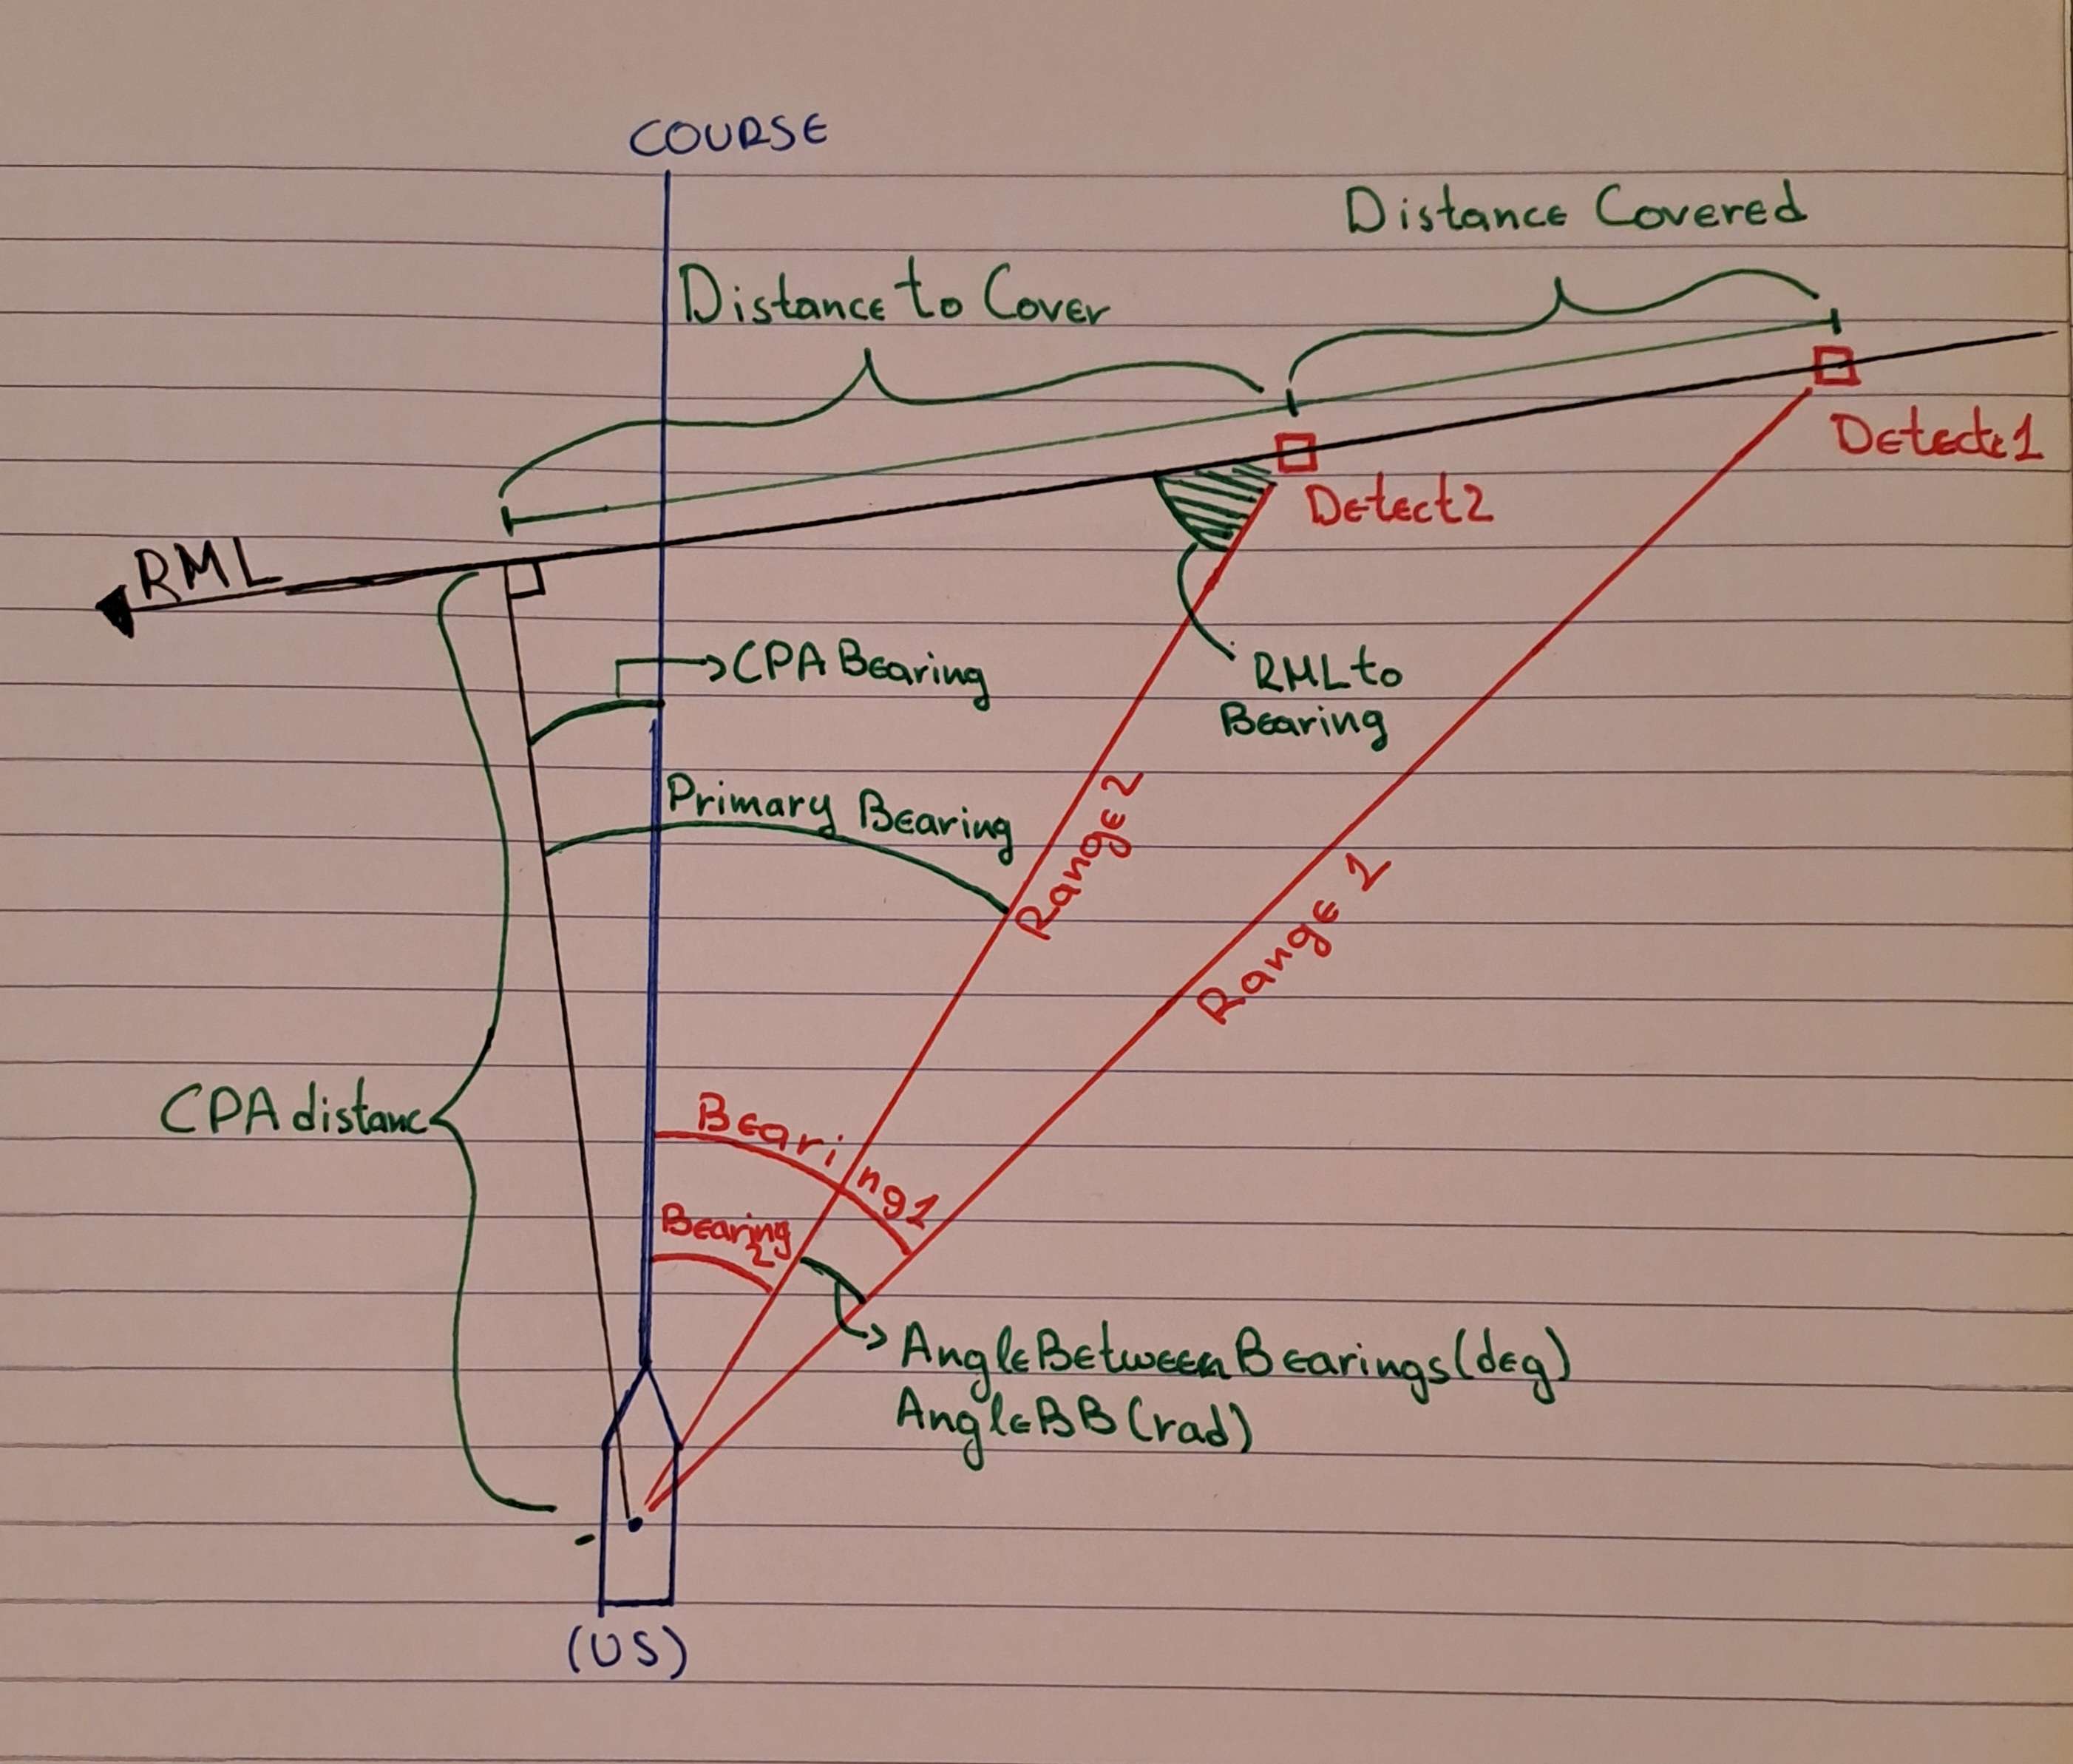 COURSE
Distance Covered
Distance to Cover
Detect1
Detect2
RML
CPA Bearing
RML to
Bearing
Primary Bearing
Range 2
Range 1
CPA distanc
Bearing1
Bearing
2
AngleBetweenBearings(deg)
AngleBB(rad)
(US)